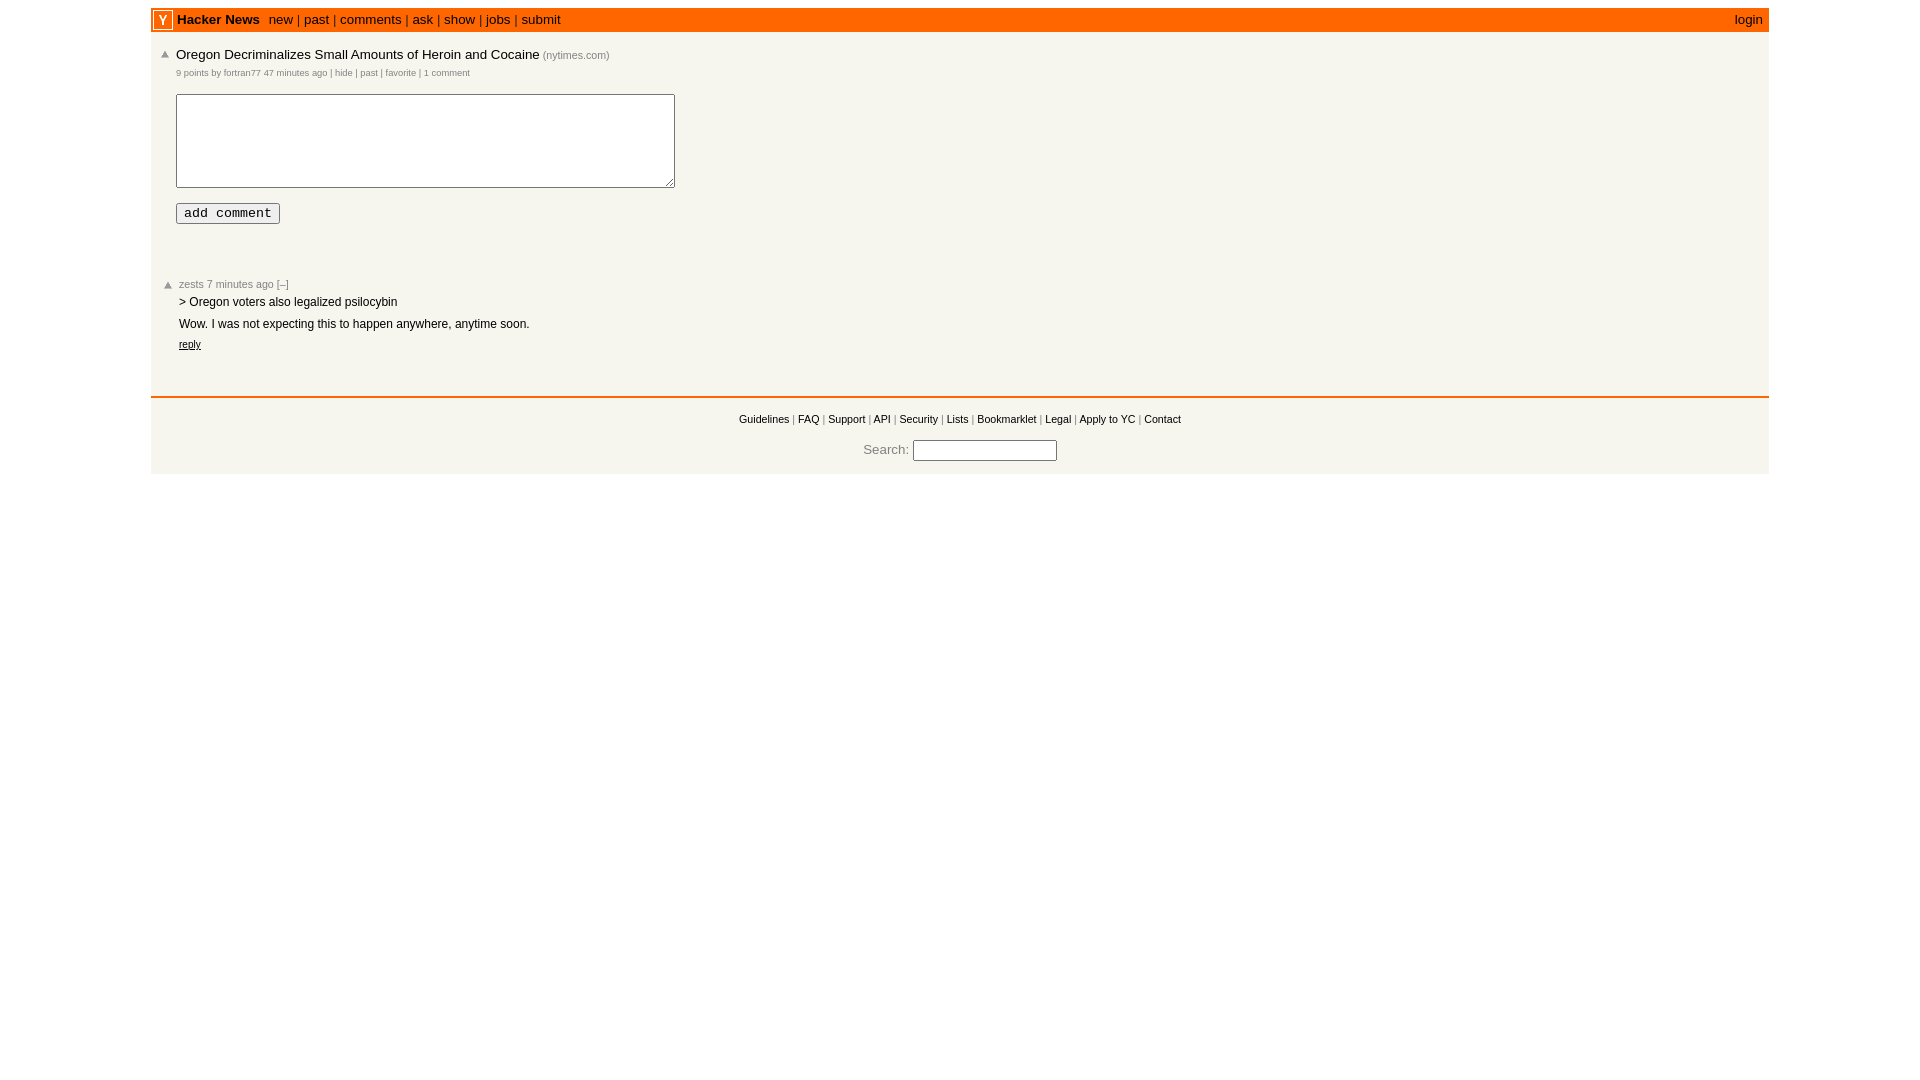 Y Hacker News new | past | comments | ask | show | jobs | submit login
Oregon Decriminalizes Small Amounts of Heroin and Cocaine (nytimes.com)
9 points by fortran77 47 minutes ago | hide | past | favorite | 1 comment
add comment
zests 7 minutes ago [–]
> Oregon voters also legalized psilocybin
Wow. I was not expecting this to happen anywhere, anytime soon.
reply
Guidelines | FAQ | Support | API | Security | Lists | Bookmarklet | Legal | Apply to YC | Contact
Search: